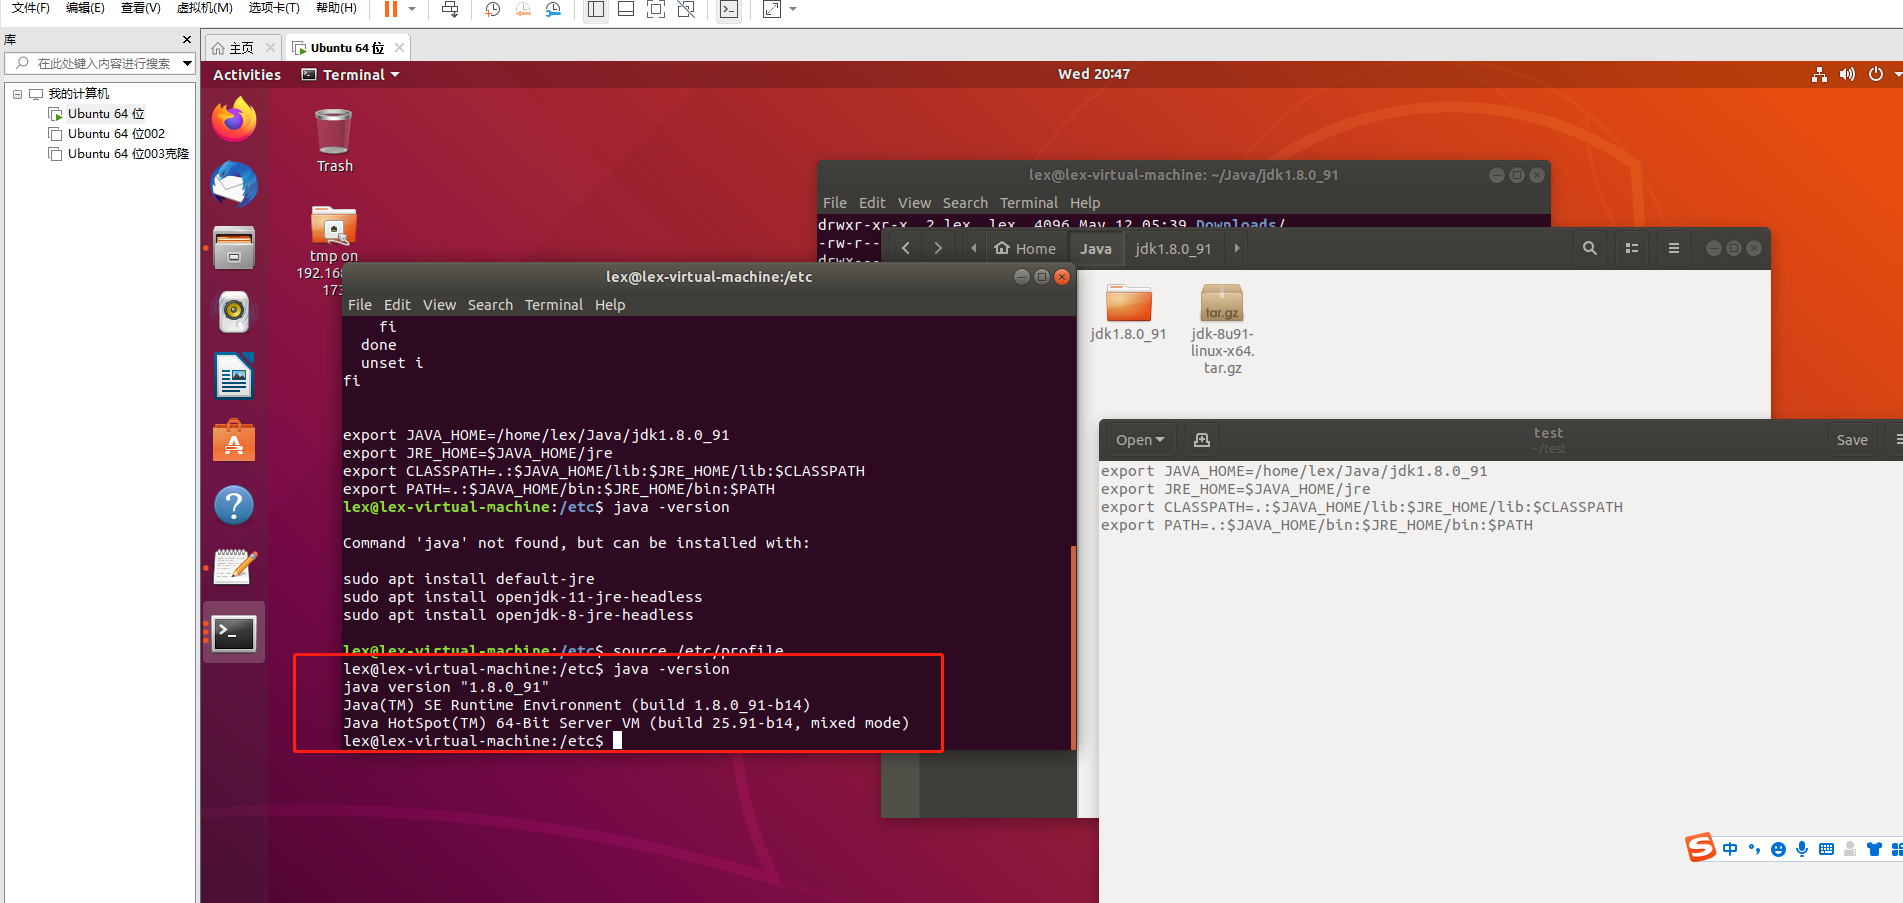 文件(F) 编辑(E) 查看(V) 虚拟机(M) 选项卡(T) 帮助(H)
库
在此处键入内容进行搜索
我的计算机
Ubuntu 64 位
Ubuntu 64 位002
Ubuntu 64 位003克隆
主页
Ubuntu 64 位
Activities
Terminal
Wed 20:47
Trash
tmp on
192.168
173
lex@lex-virtual-machine: ~/Java/jdk1.8.0_91
File Edit View Search Terminal Help
drwxr-xr-x 2 lex lex 4096 May 12 05:39 Downloads/
-rw-r--
drwx---
Home
Java
jdk1.8.0_91
jdk1.8.0_91
tar.gz
jdk-8u91-
linux-x64.
tar.gz
lex@lex-virtual-machine:/etc
File Edit View Search Terminal Help
fi
done
unset i
fi
export JAVA_HOME=/home/lex/Java/jdk1.8.0_91
export JRE_HOME=$JAVA_HOME/jre
export CLASSPATH=.:$JAVA_HOME/lib:$JRE_HOME/lib:$CLASSPATH
export PATH=.:$JAVA_HOME/bin:$JRE_HOME/bin:$PATH
lex@lex-virtual-machine:/etc$ java -version
Command 'java' not found, but can be installed with:
sudo apt install default-jre
sudo apt install openjdk-11-jre-headless
sudo apt install openjdk-8-jre-headless
lex@lex-virtual-machine:/etc$ source /etc/profile
lex@lex-virtual-machine:/etc$ java -version
java version "1.8.0_91"
Java(TM) SE Runtime Environment (build 1.8.0_91-b14)
Java HotSpot(TM) 64-Bit Server VM (build 25.91-b14, mixed mode)
lex@lex-virtual-machine:/etc$
Open
test
~/test
Save
export JAVA_HOME=/home/lex/Java/jdk1.8.0_91
export JRE_HOME=$JAVA_HOME/jre
export CLASSPATH=.:$JAVA_HOME/lib:$JRE_HOME/lib:$CLASSPATH
export PATH=.:$JAVA_HOME/bin:$JRE_HOME/bin:$PATH
中